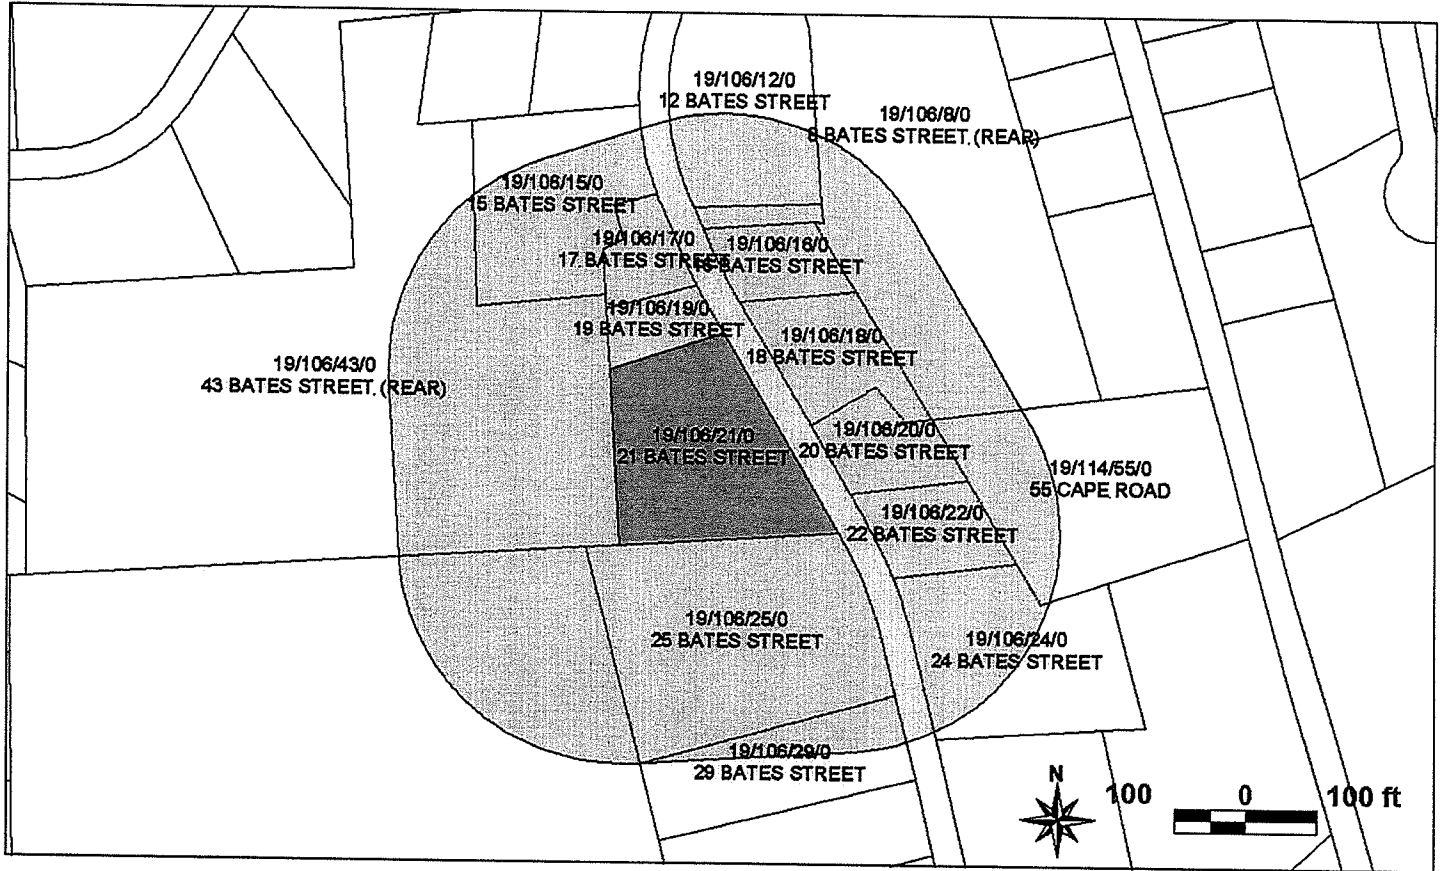 19/106/12/0
12 BATES STREET
19/106/8/0
8 BATES STREET (REAR)
19/106/15/0
15 BATES STREET
19/106/17/0
17 BATES STREET
19/106/16/0
16 BATES STREET
19/106/19/0
19 BATES STREET
19/106/18/0
18 BATES STREET
19/106/43/0
43 BATES STREET (REAR)
19/106/21/0
21 BATES STREET
19/106/20/0
20 BATES STREET
19/114/55/0
55 CAPE ROAD
19/106/22/0
22 BATES STREET
19/106/25/0
25 BATES STREET
19/106/24/0
24 BATES STREET
19/106/29/0
29 BATES STREET
N
100 0 100 ft